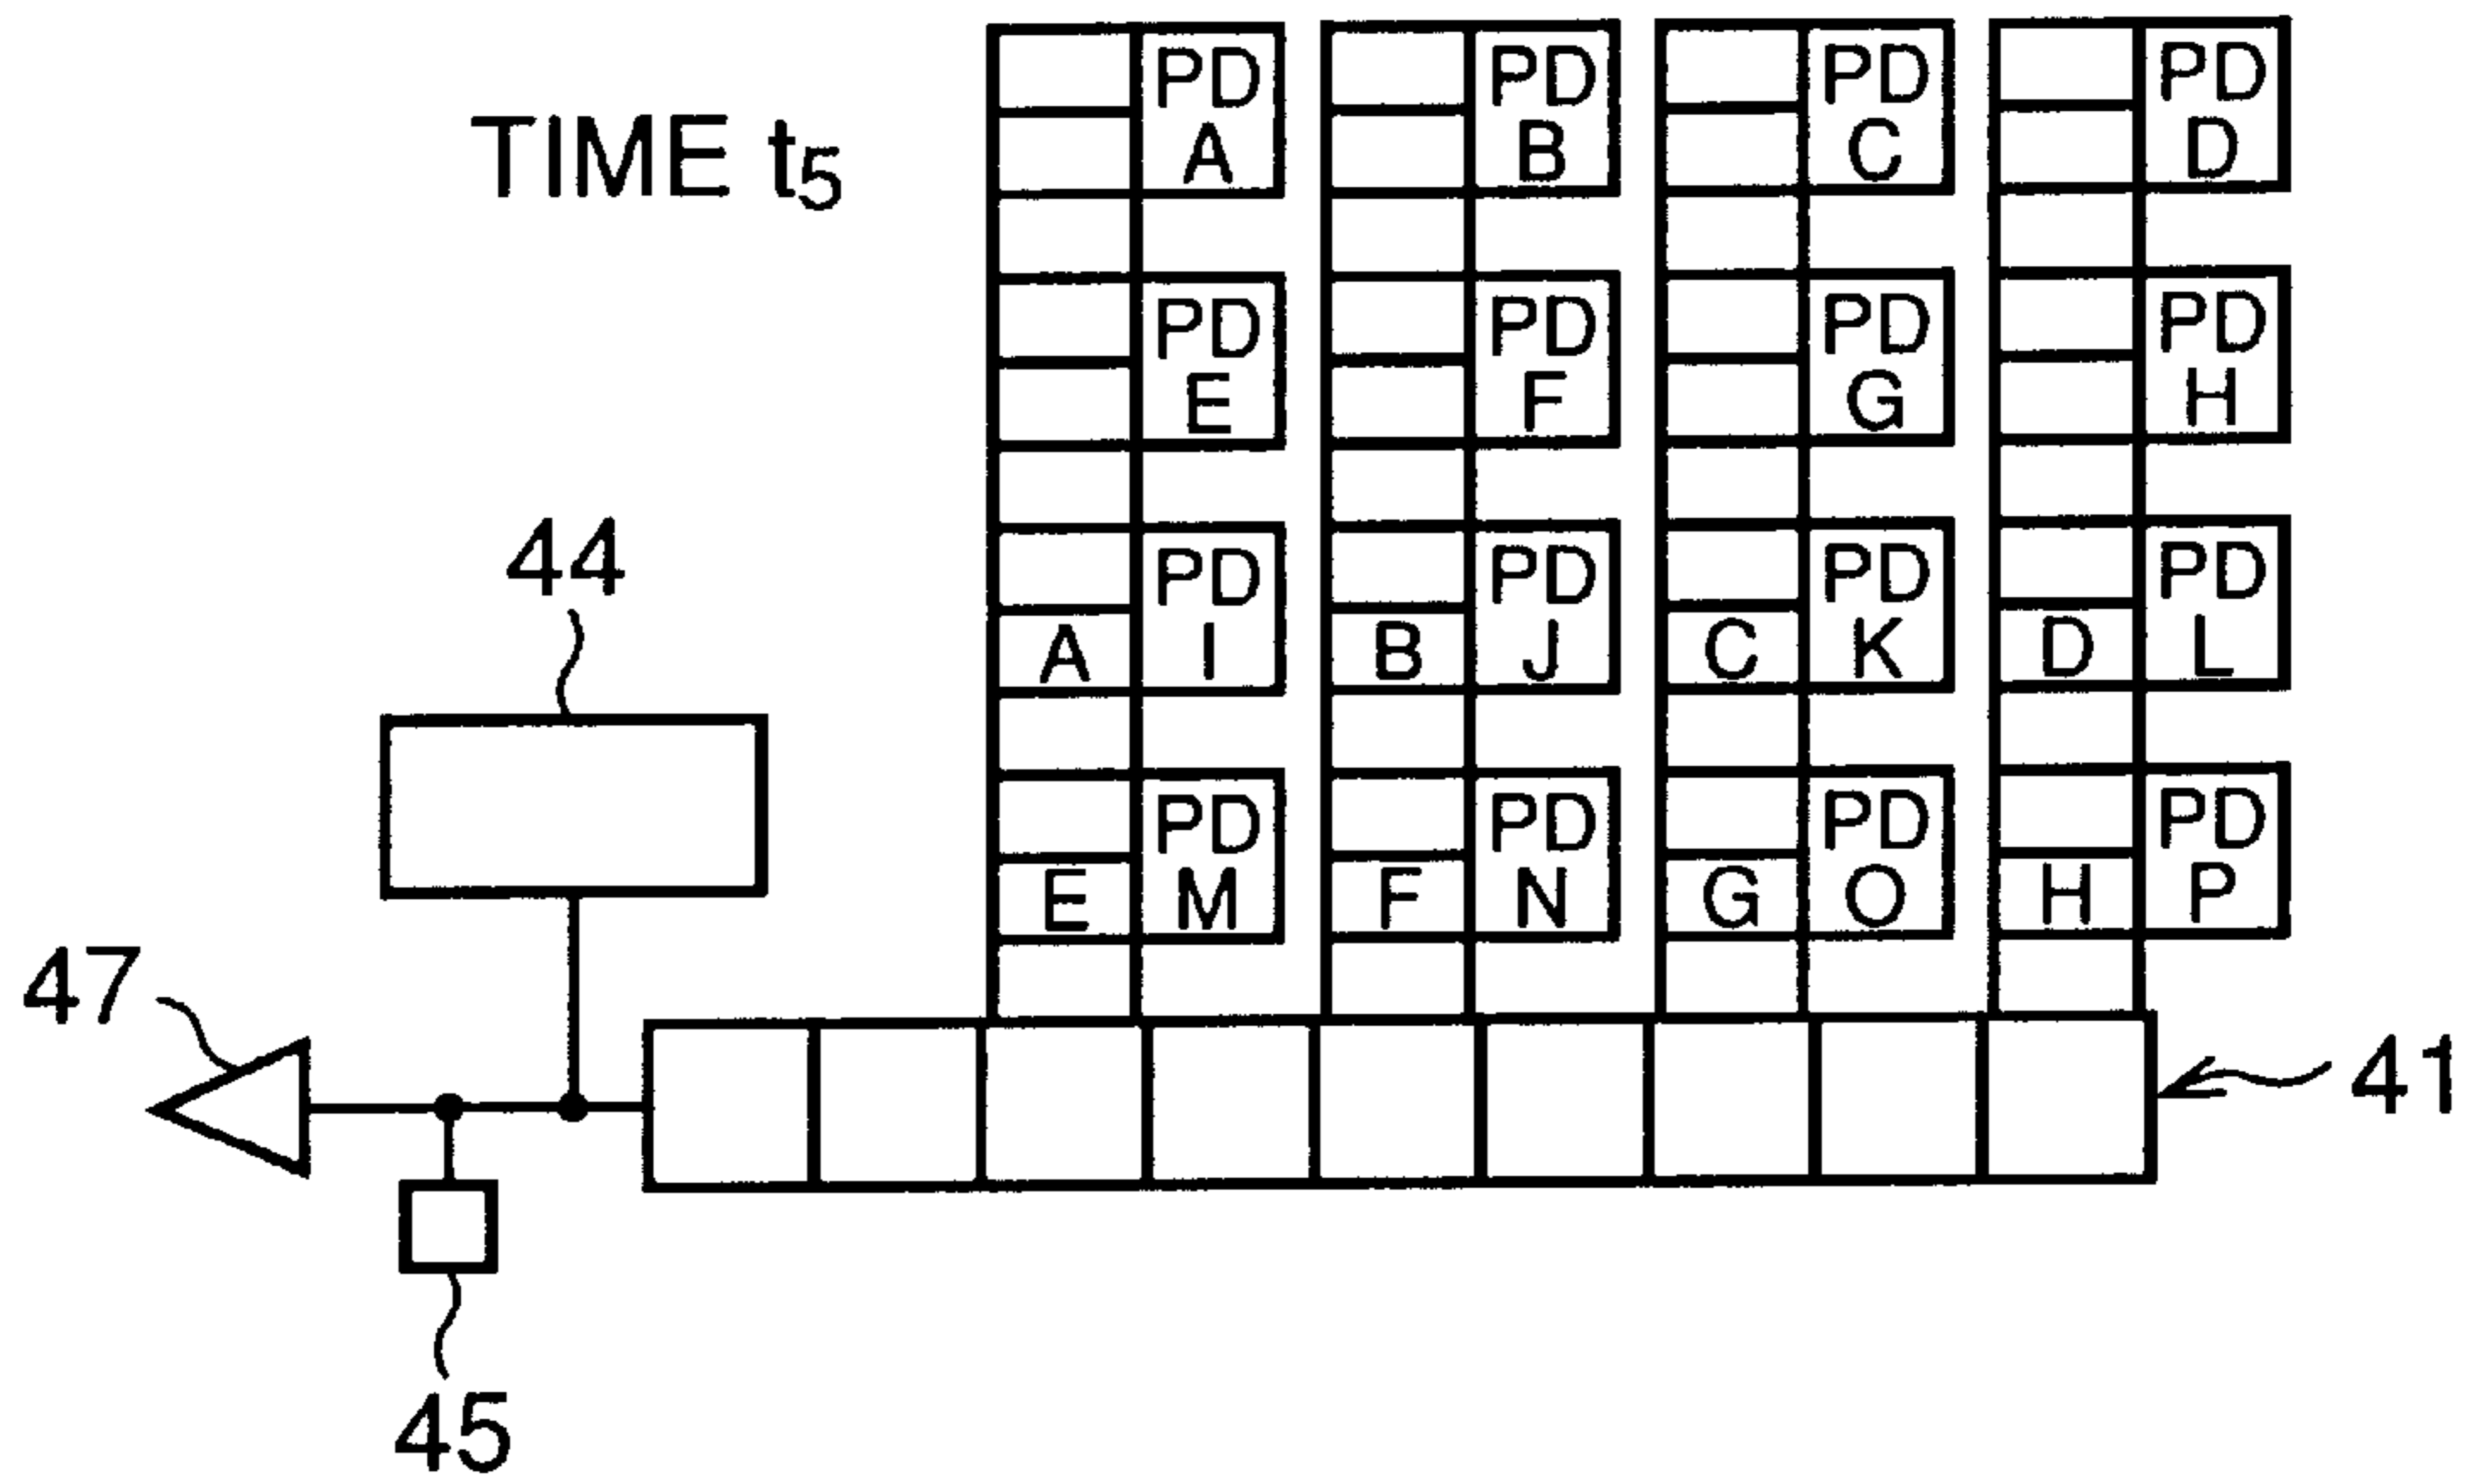 PD PD PD PD
TIME t5
A B C D
PD PD PD PD
E F G H
44
PD PD PD PD
A I B J C K D L
PD PD PD PD
E M F N G O H P
47
41
45